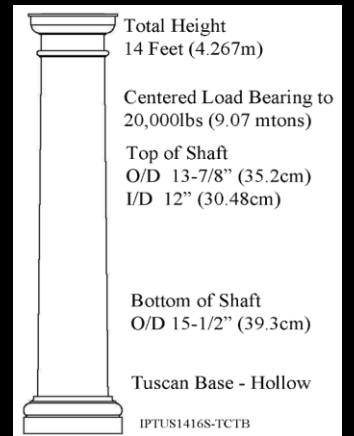 Total Height
14 Feet (4.267m)
Centered Load Bearing to
20,000lbs (9.07 mtons)
Top of Shaft
O/D 13-7/8” (35.2cm)
I/D 12” (30.48cm)
Bottom of Shaft
O/D 15-1/2” (39.3cm)
Tuscan Base - Hollow
IPTUS1416S-TCTB